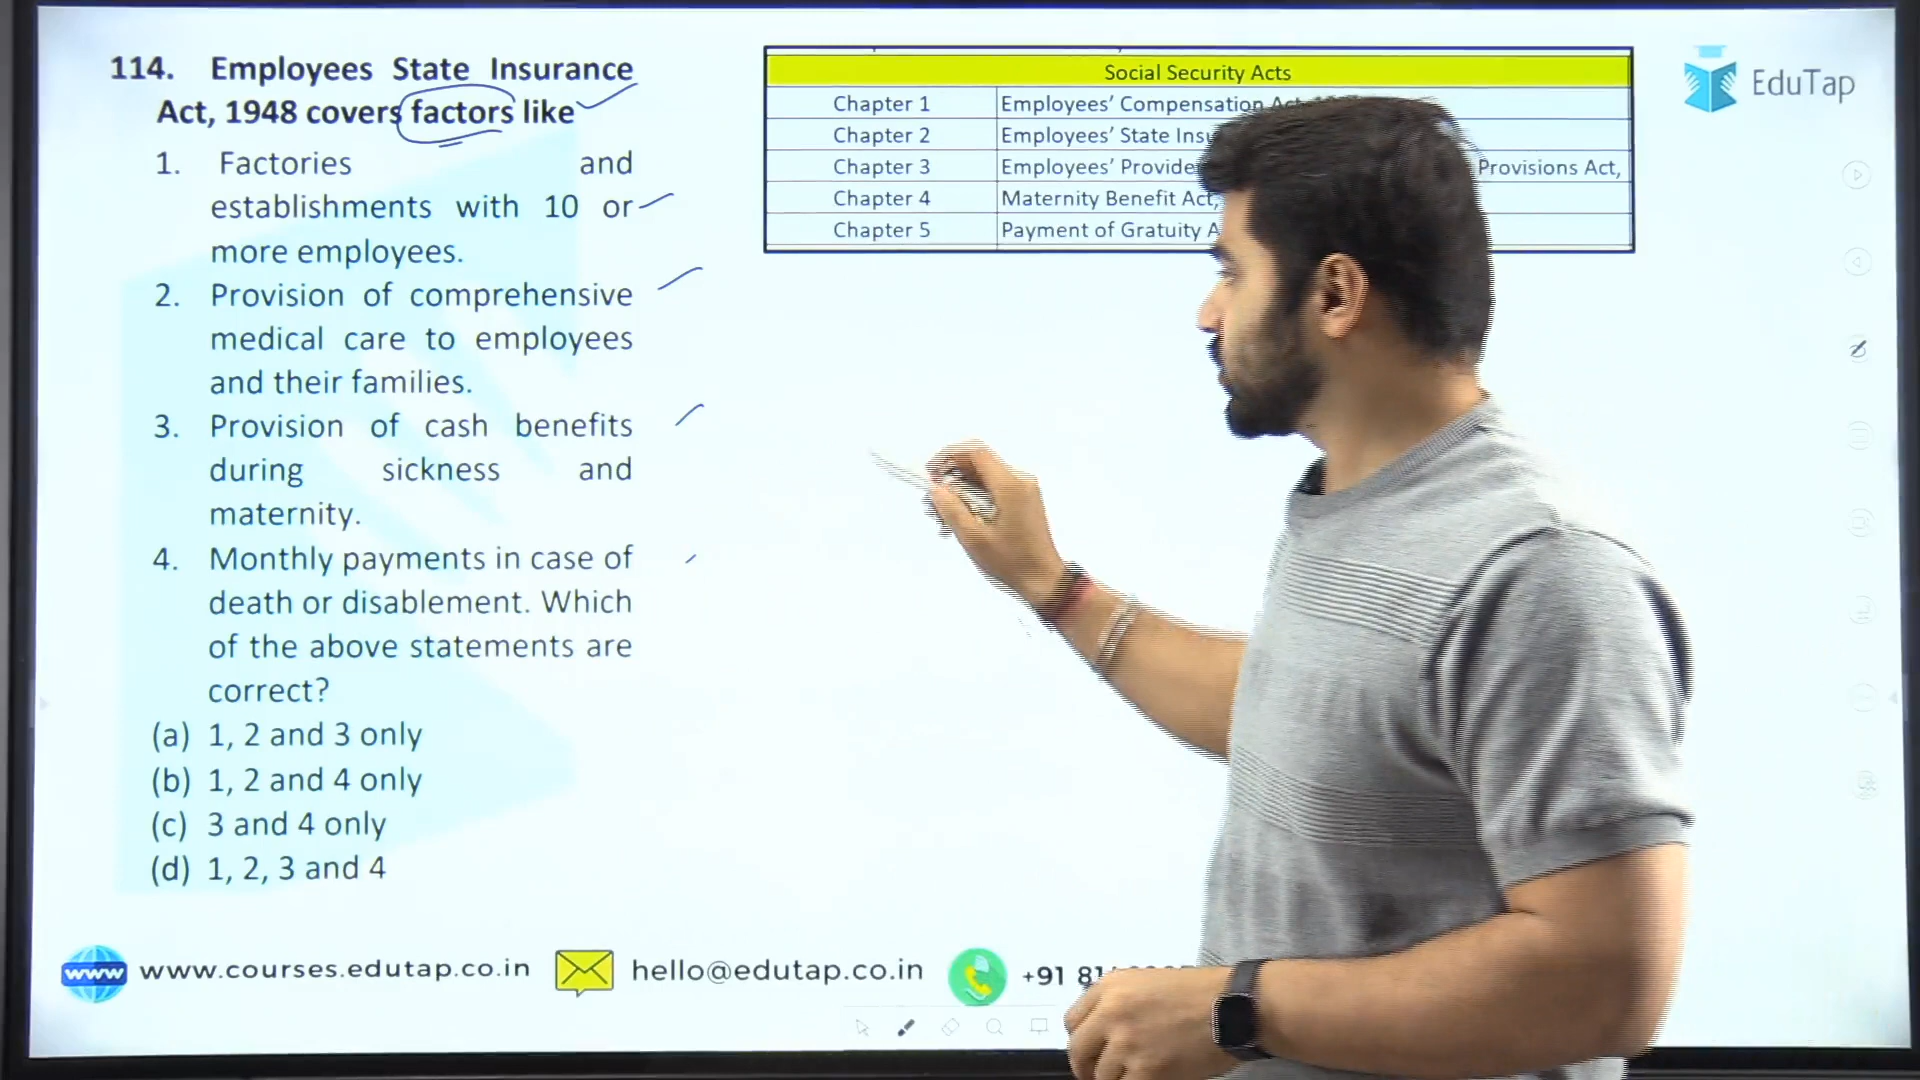 114. Employees State Insurance
Act, 1948 covers factors like
1. Factories and
establishments with 10 or
more employees.
2. Provision of comprehensive
medical care to employees
and their families.
3. Provision of cash benefits
during sickness and
maternity.
4. Monthly payments in case of
death or disablement. Which
of the above statements are
correct?
(a) 1, 2 and 3 only
(b) 1, 2 and 4 only
(c) 3 and 4 only
(d) 1, 2, 3 and 4
Social Security Acts
Chapter 1 Employees' Compensation Act
Chapter 2 Employees' State
Chapter 3 Employees' Provisions Act,
Chapter 4 Maternity Benefit Act,
Chapter 5 Payment of Gratuity
EduTap
www www.courses.edutap.co.in
hello@edutap.co.in
+91